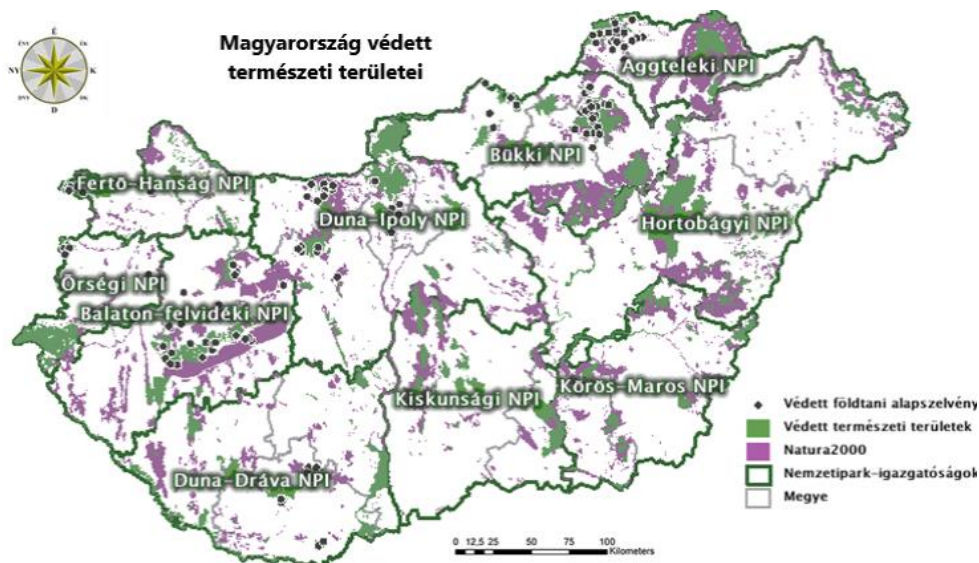 Magyarország védett
természeti területei
É
ÉNY
ÉK
NY
K
DNY
DK
D
Aggteleki NPI
Bükki NPI
Fertő-Hanság NPI
Duna-Ipoly NPI
Hortobágyi NPI
Őrségi NPI
Balaton-felvidéki NPI
Kiskunsági NPI
Körös-Maros NPI
Duna-Dráva NPI
Védett földtani alapszelvény
Védett természeti területek
Natura2000
Nemzetipark-igazgatóságok
Megye
0 12,5 25 50 75 100
Kilometers